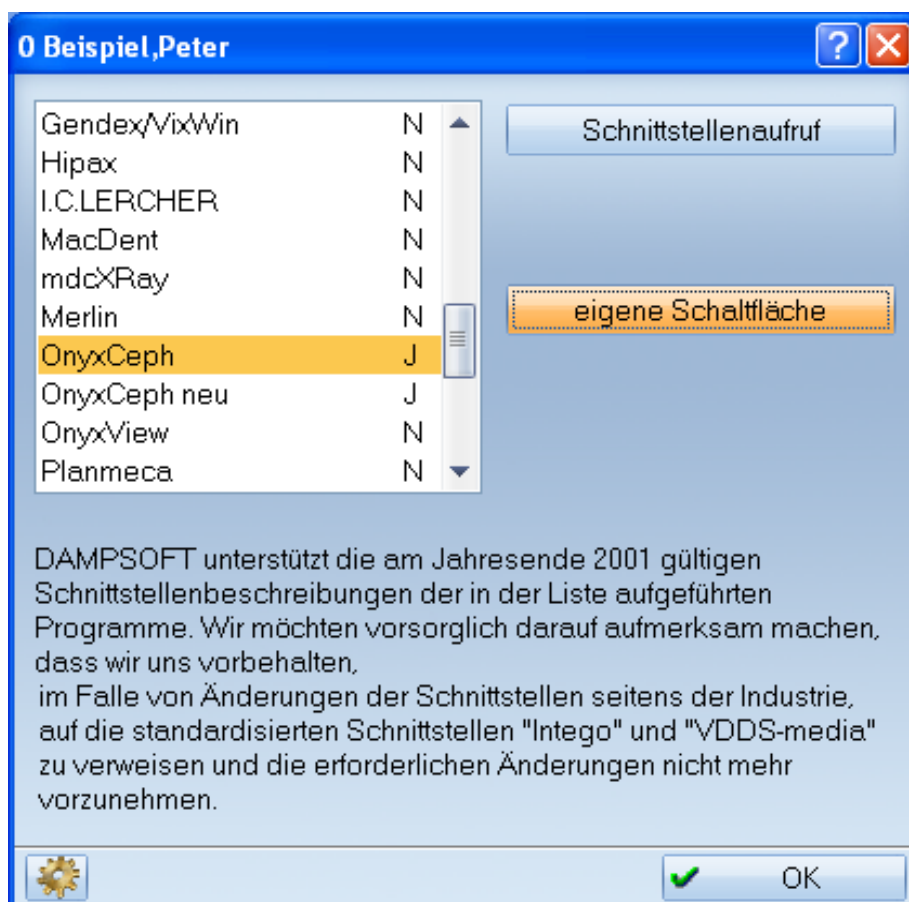 0 Beispiel,Peter
Gendex/VixWin N
Hipax N
I.C.LERCHER N
MacDent N
mdcXRay N
Merlin N
OnyxCeph J
OnyxCeph neu J
OnyxView N
Planmeca N
Schnittstellenaufruf
eigene Schaltfläche
DAMPSOFT unterstützt die am Jahresende 2001 gültigen
Schnittstellenbeschreibungen der in der Liste aufgeführten
Programme. Wir möchten vorsorglich darauf aufmerksam machen,
dass wir uns vorbehalten,
im Falle von Änderungen der Schnittstellen seitens der Industrie,
auf die standardisierten Schnittstellen "Intego" und "VDDS-media"
zu verweisen und die erforderlichen Änderungen nicht mehr
vorzunehmen.
OK